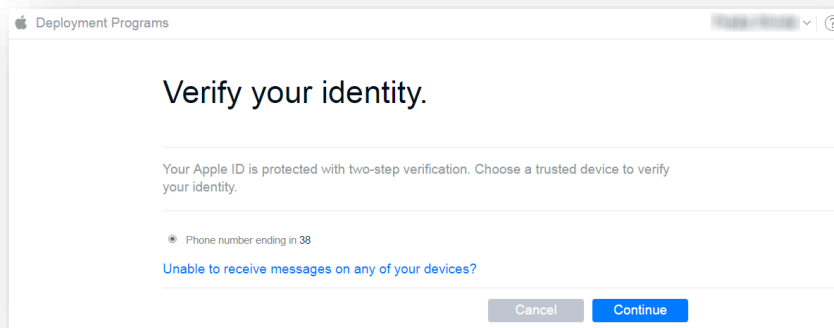 Deployment Programs
Verify your identity.
Your Apple ID is protected with two-step verification. Choose a trusted device to verify
your identity.
Phone number ending in 38
Unable to receive messages on any of your devices?
Cancel Continue